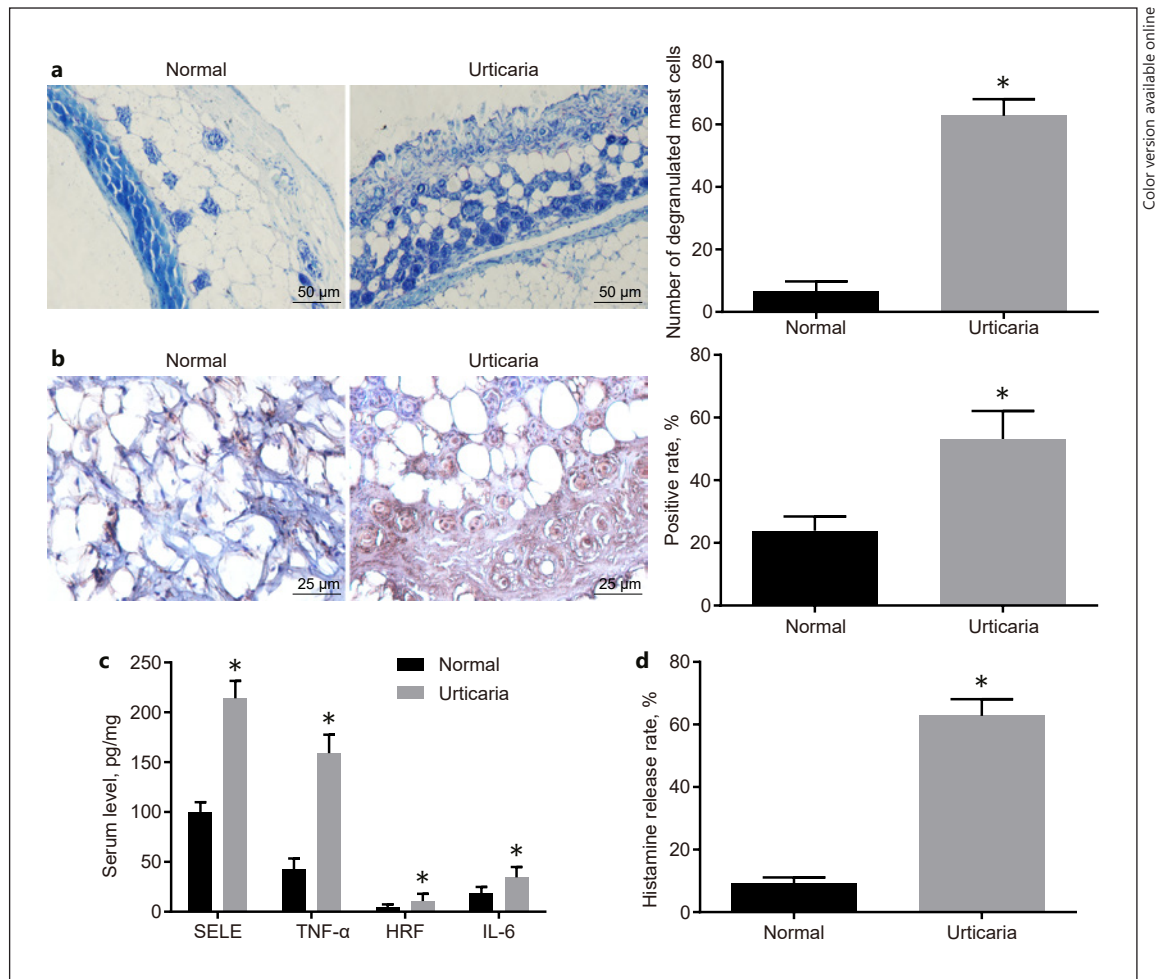 Color version available online
a
Normal
Urticaria
50 µm
50 µm
Number of degranulated mast cells
80
60
40
20
0
*
Normal
Urticaria
b
Normal
Urticaria
25 µm
25 µm
Positive rate, %
80
60
40
20
0
*
Normal
Urticaria
c
Serum level, pg/mg
250
200
150
100
50
0
*
*
*
*
Normal
Urticaria
SELE
TNF-α
HRF
IL-6
d
Histamine release rate, %
80
60
40
20
0
*
Normal
Urticaria